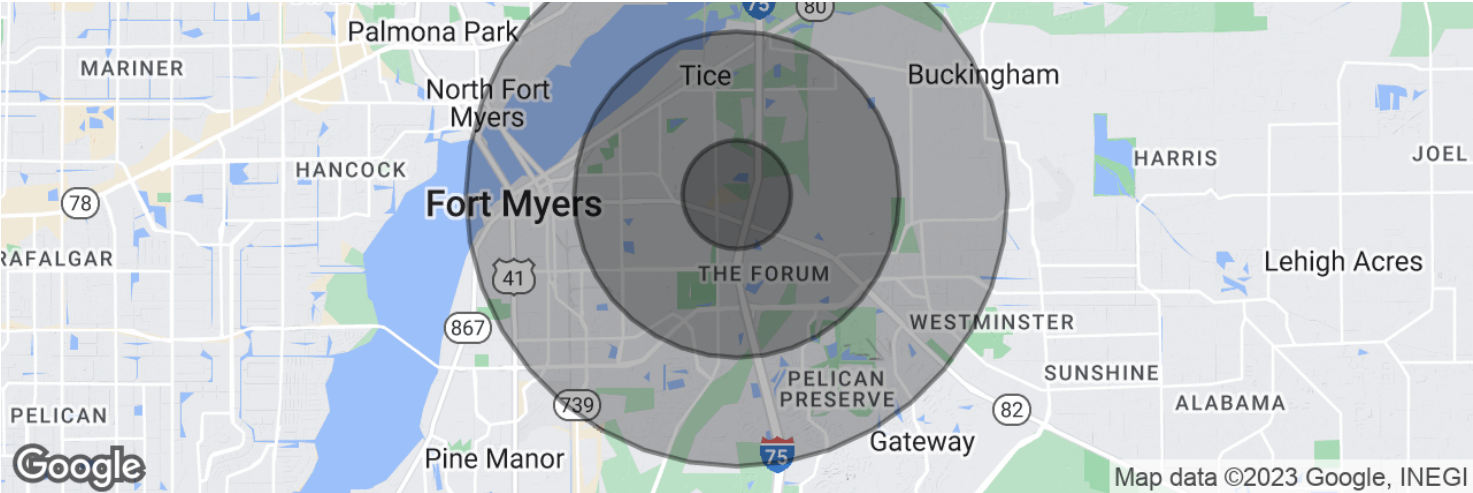 75
80
Palmona Park
Tice
Buckingham
MARINER
North Fort
Myers
HARRIS
JOEL
HANCOCK
78
Fort Myers
RAFALGAR
41
THE FORUM
Lehigh Acres
867
WESTMINSTER
SUNSHINE
PELICAN
PRESERVE
739
82
ALABAMA
PELICAN
Gateway
75
Pine Manor
Google
Map data ©2023 Google, INEGI